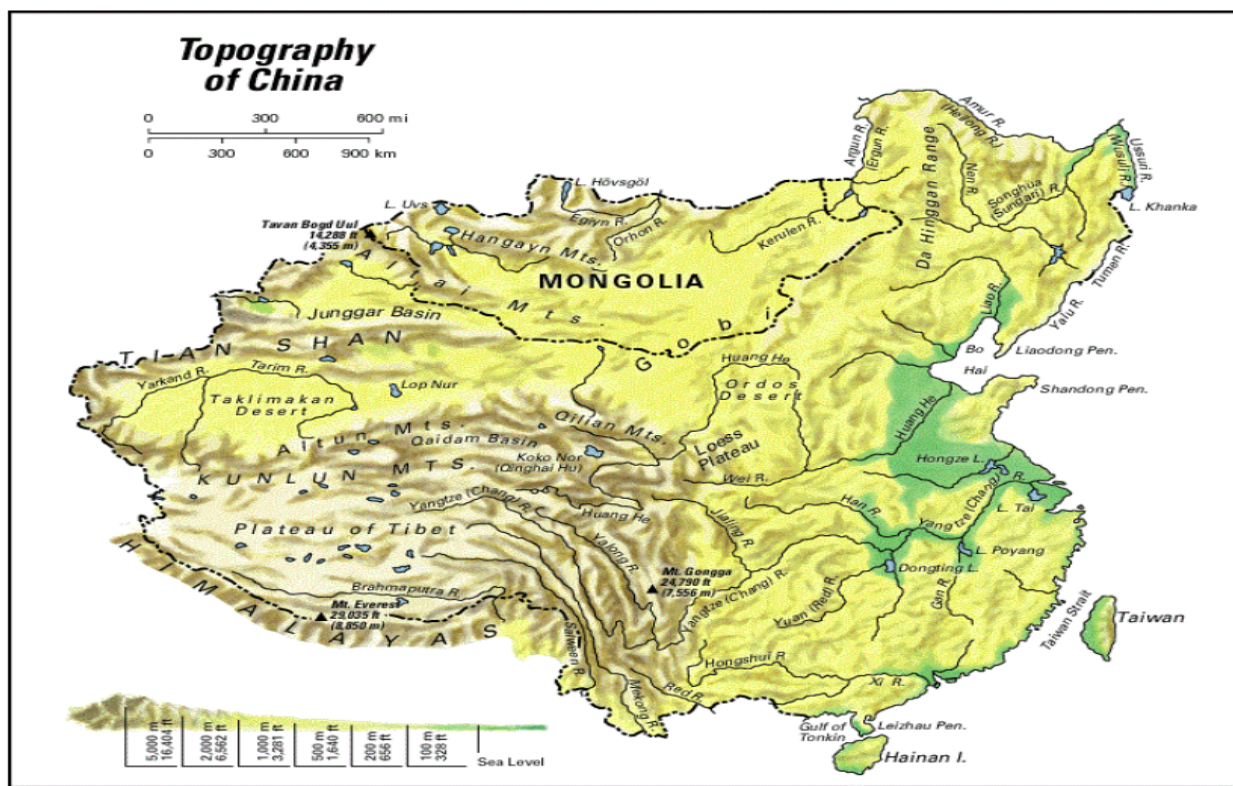 Topography
of China
0 300 600 mi
0 300 600 900 km
Amur R.
(Heilong R.)
Argun R.
(Ergun R.)
Ussuri R.
(Wusuli R.)
L. Hövsgöl
L. Uvs
Da Hinggan Range
Nen R.
Songhua
(Sungari) R.
L. Khanka
Tavan Bogd Uul
14,288 ft
(4,355 m)
Egiyn R.
Orhon R.
Hangayn Mts.
Kerulen R.
Tumen R.
MONGOLIA
Altai Mts.
Liao R.
Yalu R.
Junggar Basin
Gobi
TIAN SHAN
Bo
Hai
Liaodong Pen.
Huang He
Yarkand R.
Tarim R.
Lop Nur
Ordos
Desert
Shandong Pen.
Taklimakan
Desert
Huang He
Altun Mts.
Qilian Mts.
Qaidam Basin
Loess
Plateau
Koko Nor
(Qinghai Hu)
Hongze L.
KUNLUN MTS.
Wei R.
Yangtze (Chang) R.
Huang He
Han R.
Yangtze (Chang) R.
L. Tai
Plateau of Tibet
Jialing R.
Yalong R.
L. Poyang
Mt. Gongga
24,790 ft
(7,556 m)
Dongting L.
Brahmaputra R.
Yangtze (Chang) R.
Yuan (Red) R.
Gan R.
Mt. Everest
29,035 ft
(8,850 m)
HIMALAYAS
Taiwan Strait
Taiwan
Salween R.
Hongshui R.
Xi R.
Mekong R.
Red R.
Gulf of
Tonkin
Leizhau Pen.
Hainan I.
5,000 m
16,404 ft
2,000 m
6,562 ft
1,000 m
3,281 ft
500 m
1,640 ft
200 m
656 ft
100 m
328 ft
Sea Level